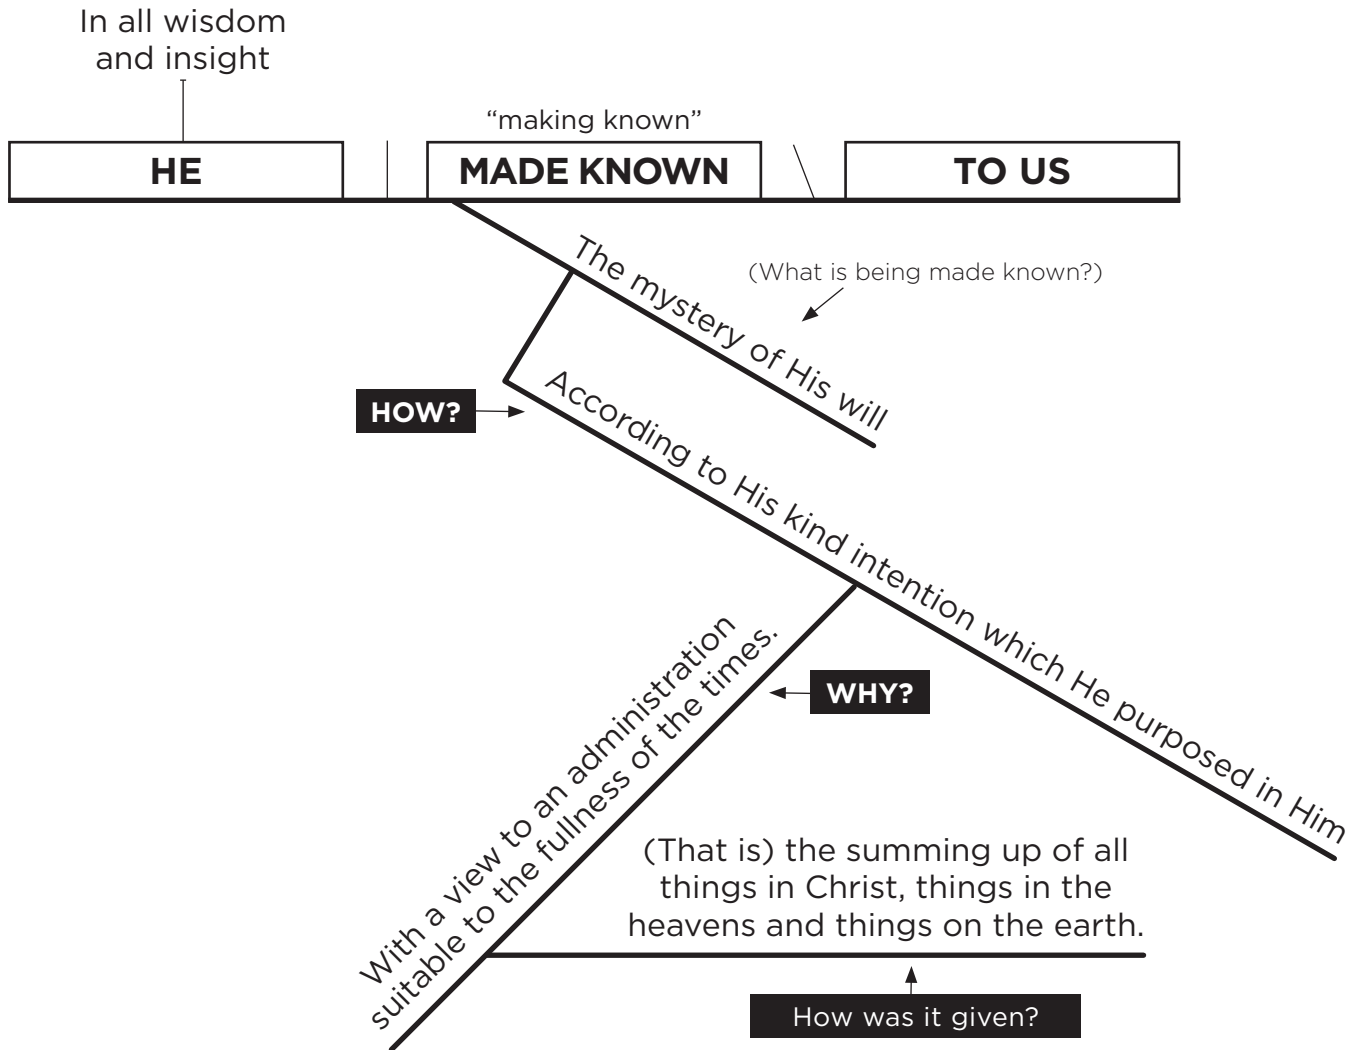 In all wisdom
and insight
“making known”
HE
MADE KNOWN
TO US
The mystery of His will
(What is being made known?)
HOW?
According to His kind intention which He purposed in Him
WHY?
With a view to an administration
suitable to the fullness of the times.
(That is) the summing up of all
things in Christ, things in the
heavens and things on the earth.
How was it given?